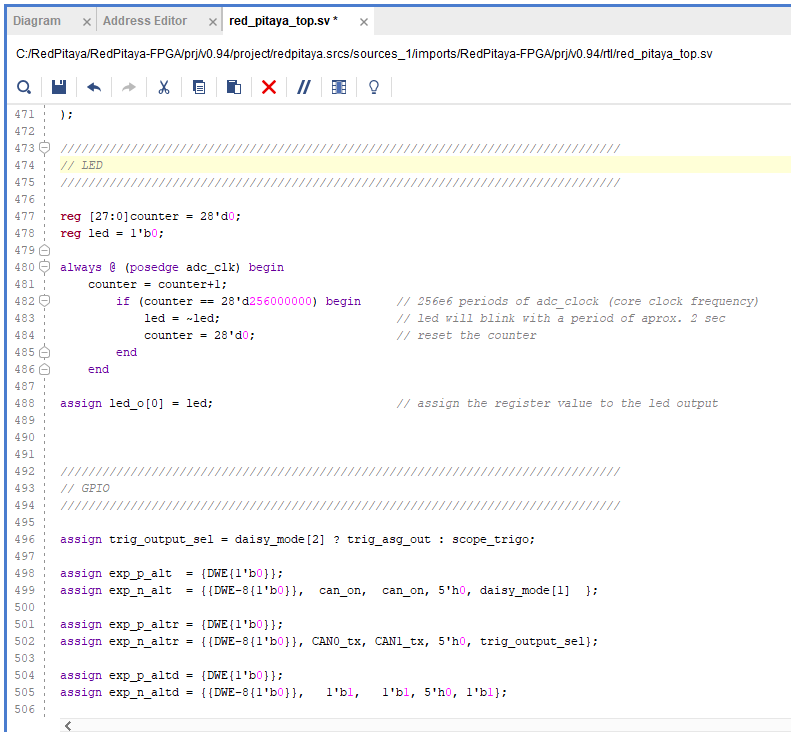 Diagram × Address Editor × red_pitaya_top.sv * ×
C:/RedPitaya/RedPitaya-FPGA/prj/v0.94/project/redpitaya.srcs/sources_1/imports/RedPitaya-FPGA/prj/v0.94/rtl/red_pitaya_top.sv
471 );
472
473 ////////////////////////////////////////////////////////////////////////////////
474 // LED
475 ////////////////////////////////////////////////////////////////////////////////
476
477 reg [27:0]counter = 28'd0;
478 reg led = 1'b0;
479
480 always @ (posedge adc_clk) begin
481     counter = counter+1;
482         if (counter == 28'd256000000) begin     // 256e6 periods of adc_clock (core clock frequency)
483             led = ~led;                         // led will blink with a period of aprox. 2 sec
484             counter = 28'd0;                    // reset the counter
485         end
486     end
487
488 assign led_o[0] = led;                          // assign the register value to the led output
489
490
491
492 ////////////////////////////////////////////////////////////////////////////////
493 // GPIO
494 ////////////////////////////////////////////////////////////////////////////////
495
496 assign trig_output_sel = daisy_mode[2] ? trig_asg_out : scope_trigo;
497
498 assign exp_p_alt  = {DWE{1'b0}};
499 assign exp_n_alt  = {{DWE-8{1'b0}},  can_on,  can_on, 5'h0, daisy_mode[1]  };
500
501 assign exp_p_altr = {DWE{1'b0}};
502 assign exp_n_altr = {{DWE-8{1'b0}}, CAN0_tx, CAN1_tx, 5'h0, trig_output_sel};
503
504 assign exp_p_altd = {DWE{1'b0}};
505 assign exp_n_altd = {{DWE-8{1'b0}},   1'b1,   1'b1, 5'h0, 1'b1};
506